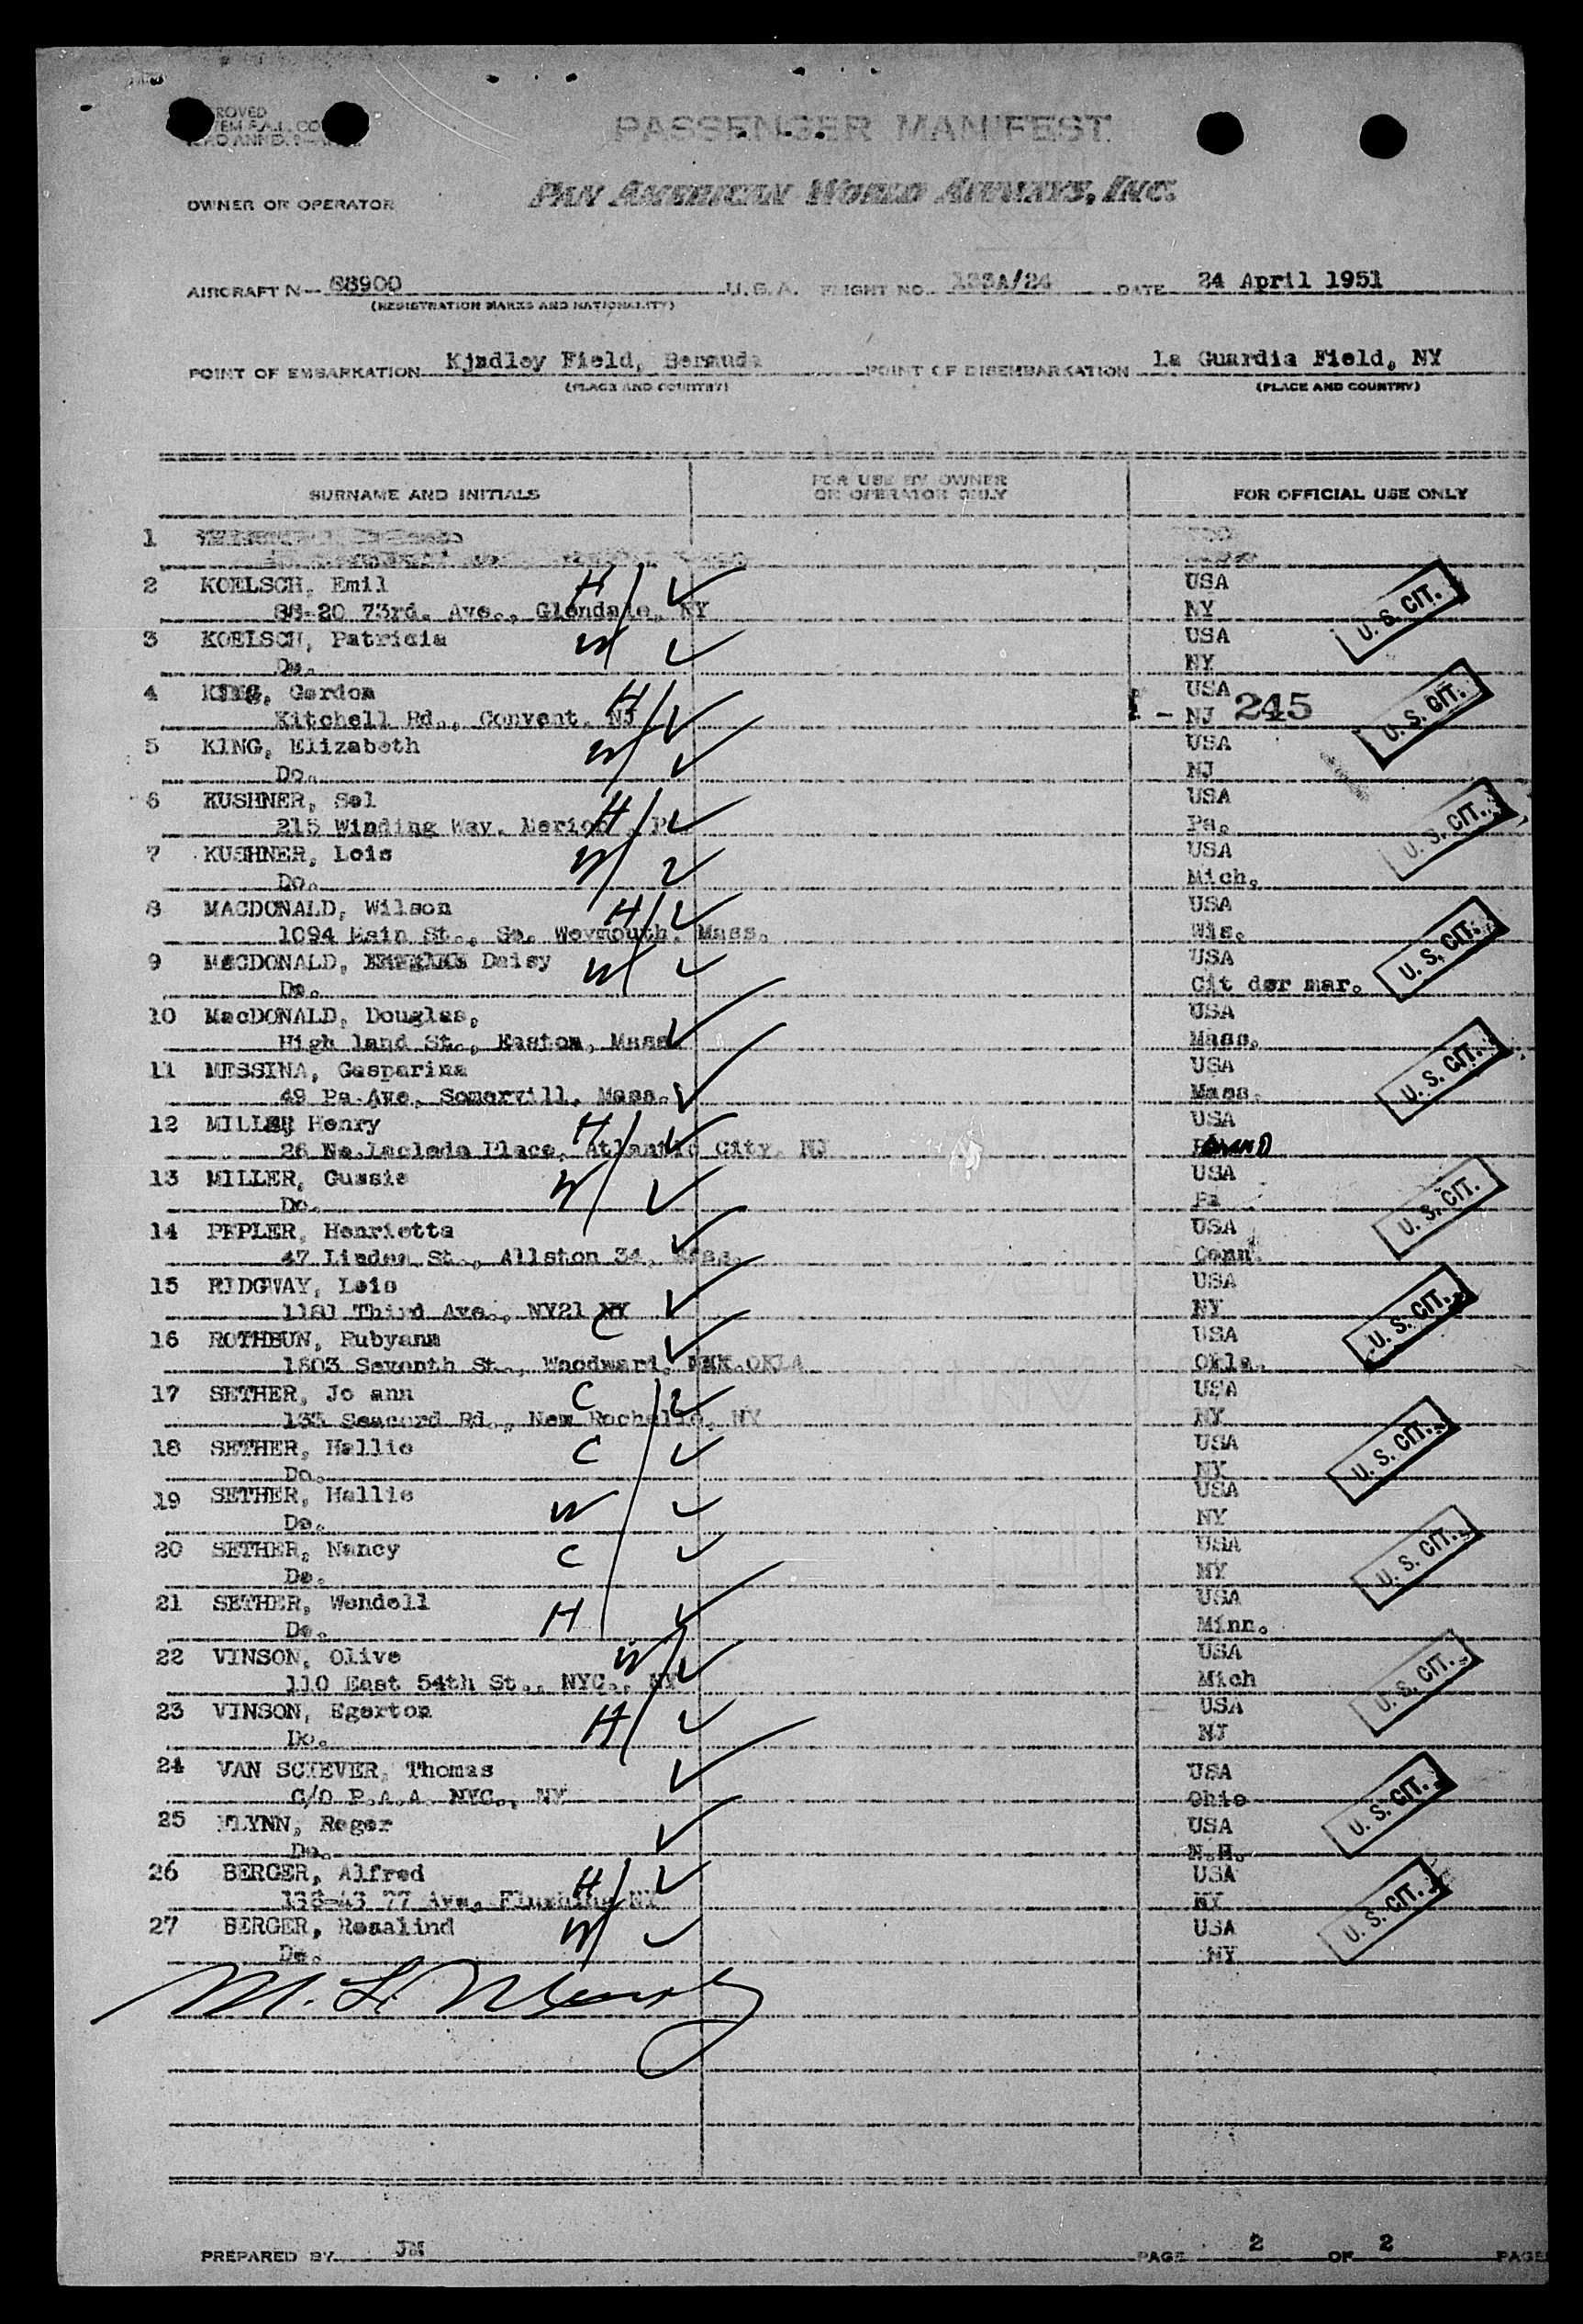 PASSENGER MANIFEST
PAN AMERICAN WORLD AIRWAYS, INC.
OWNER OR OPERATOR
AIRCRAFT N- 88900 U.S.A. FLIGHT NO. DATE 24 April 1951
(REGISTRATION MARKS AND NATIONALITY)
POINT OF EMBARKATION Kjndley Field, Bermuda POINT OF DISEMBARKATION La Guardia Field, NY
(PLACE AND COUNTRY) (PLACE AND COUNTRY)
SURNAME AND INITIALS FOR USE BY OWNER OR OPERATOR ONLY FOR OFFICIAL USE ONLY
1
2 KOELSCH, Emil H USA
73rd. Ave., Glendale, NY NY U. S. CIT.
3 KOELSCH, Patricia W USA
Do. NY
4 KING, Gordon H USA
Kitchell Rd., Convent, NJ NJ 245 U. S. CIT.
5 KING, Elizabeth W USA
Do. NJ
6 KUSHNER, Sol H USA
215 Winding Way, Merion, Pa. U. S. CIT.
7 KUSHNER, Lois W USA
Do. Mich.
8 MACDONALD, Wilson H USA
1094 Main St., So. Weymouth, Mass. Wis.
9 MACDONALD, Daisy W USA U. S. CIT.
Do. Cit der mar.
10 MacDONALD, Douglas, USA
High land St., Easton, Mass Mass.
11 MESSINA, Gasparina USA U. S. CIT.
49 Pa Ave, Somervill, Mass. Mass.
12 MILLER Henry H USA
26 No Laclede Place, Atlantic City, NJ
13 MILLER, Gussie W USA
Do. Pa
14 PEPLER, Henrietta USA U. S. CIT.
47 Linden St., Allston 34, Mass. Conn.
15 RIDGWAY, Lois USA
1181 Third Ave., NY21 NY NY U. S. CIT.
16 ROTHBUN, Rubyann C USA
1503 Seventh St., Woodward, OKLA Okla.
17 SETHER, Jo ann C USA
133 Seacord Rd., New Rochelle, NY NY
18 SETHER, Hallie C USA U. S. CIT.
Do. NY
19 SETHER, Hallie W USA
Do. NY
20 SETHER, Nancy C USA U. S. CIT.
Do. NY
21 SETHER, Wendell H USA
Do. Minn.
22 VINSON, Olive W USA
110 East 54th St., NYC., NY Mich U. S. CIT.
23 VINSON, Egerton H USA
Do. NJ
24 VAN SCIEVER, Thomas USA
C/O P.A.A. NYC., NY Ohio U. S. CIT.
25 FLYNN, Roger USA
Do. N.H.
26 BERGER, Alfred H USA
77 Ave, Flushing NY NY U. S. CIT.
27 BERGER, Rosalind W USA
Do. NY
PREPARED BY JM PAGE 2 OF 2 PAGES